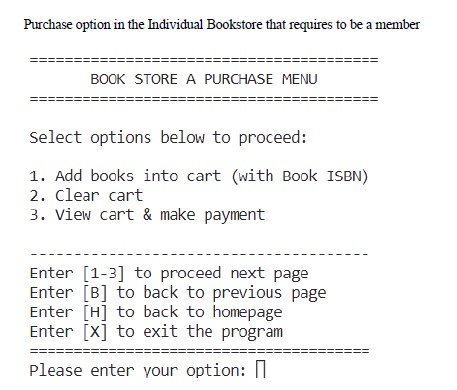 Purchase option in the Individual Bookstore that requires to be a member
========================================
BOOK STORE A PURCHASE MENU
========================================
Select options below to proceed:
1. Add books into cart (with Book ISBN)
2. Clear cart
3. View cart & make payment
---------------------------------------
Enter [1-3] to proceed next page
Enter [B] to back to previous page
Enter [H] to back to homepage
Enter [X] to exit the program
=======================================
Please enter your option: